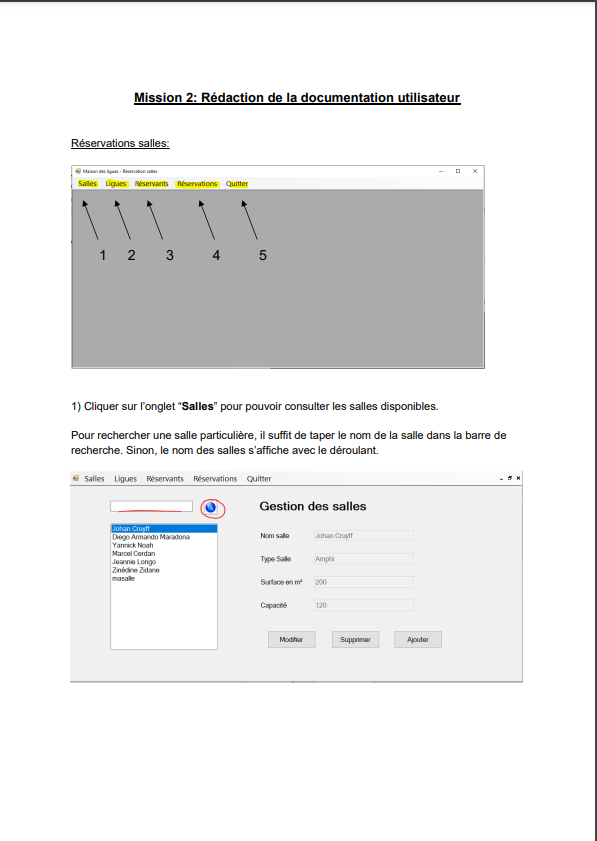 Mission 2: Rédaction de la documentation utilisateur
Réservations salles:
Maison des ligues - Réservation salles
Salles Ligues Réservants Réservations Quitter
1 2 3 4 5
1) Cliquer sur l’onglet “Salles” pour pouvoir consulter les salles disponibles.
Pour rechercher une salle particulière, il suffit de taper le nom de la salle dans la barre de
recherche. Sinon, le nom des salles s’affiche avec le déroulant.
Salles Ligues Réservants Réservations Quitter
Gestion des salles
Johan Cruyff
Diego Armando Maradona
Yannick Noah
Marcel Cerdan
Jeannie Longo
Zinédine Zidane
masalle
Nom salle Johan Cruyff
Type Salle Amphi
Surface en m² 200
Capacité 120
Modifier Supprimer Ajouter